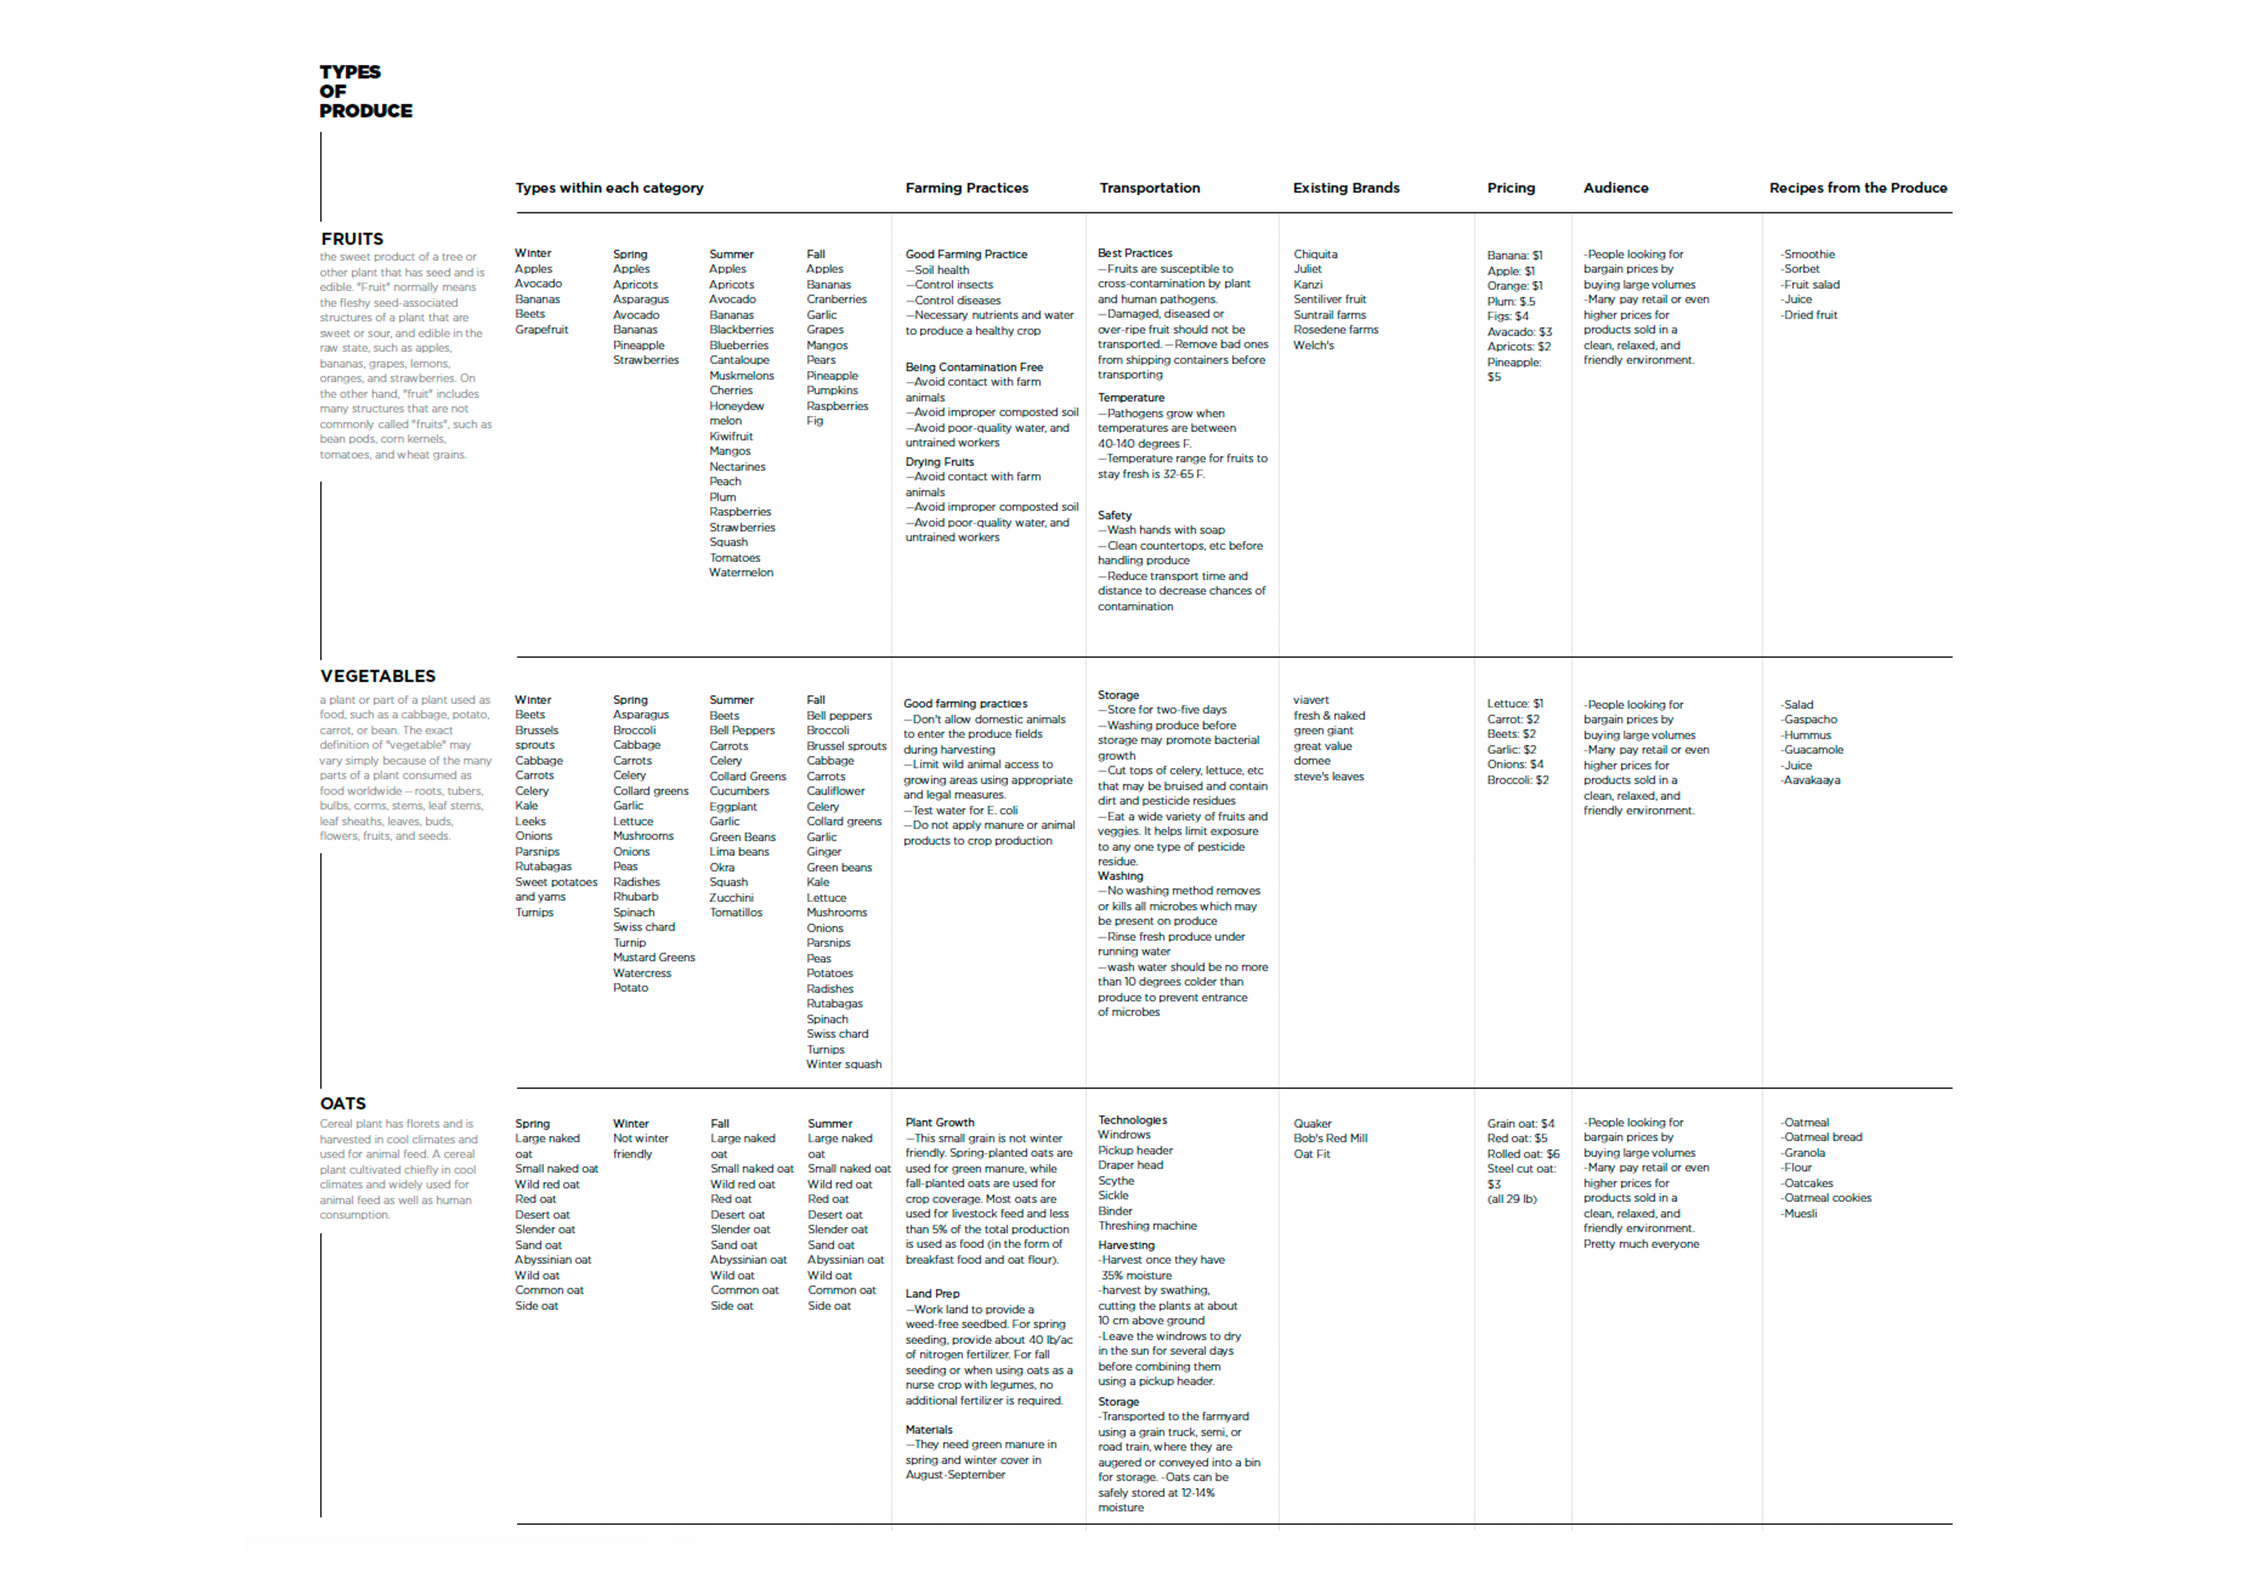 TYPES
OF
PRODUCE
Types within each category
Farming Practices
Transportation
Existing Brands
Pricing
Audience
Recipes from the Produce
FRUITS
the sweet product of a tree or
other plant that has seed and is
edible. "Fruit" normally means
the fleshy seed-associated
structures of a plant that are
sweet or sour, and edible in the
raw state, such as apples,
bananas, grapes, lemons,
oranges, and strawberries. On
the other hand, "fruit" includes
many structures that are not
commonly called "fruits", such as
bean pods, corn kernels,
tomatoes, and wheat grains.
Winter
Apples
Avocado
Bananas
Beets
Grapefruit
Spring
Apples
Apricots
Asparagus
Avocado
Bananas
Pineapple
Strawberries
Summer
Apples
Apricots
Avocado
Bananas
Blackberries
Blueberries
Cantaloupe
Muskmelons
Cherries
Honeydew
melon
Kiwifruit
Mangos
Nectarines
Peach
Plum
Raspberries
Strawberries
Squash
Tomatoes
Watermelon
Fall
Apples
Bananas
Cranberries
Garlic
Grapes
Mangos
Pears
Pineapple
Pumpkins
Raspberries
Fig
Good Farming Practice
—Soil health
—Control insects
—Control diseases
—Necessary nutrients and water
to produce a healthy crop
Being Contamination Free
—Avoid contact with farm
animals
—Avoid improper composted soil
—Avoid poor-quality water, and
untrained workers
Drying Fruits
—Avoid contact with farm
animals
—Avoid improper composted soil
—Avoid poor-quality water, and
untrained workers
Best Practices
—Fruits are susceptible to
cross-contamination by plant
and human pathogens.
—Damaged, diseased or
over-ripe fruit should not be
transported. —Remove bad ones
from shipping containers before
transporting
Temperature
—Pathogens grow when
temperatures are between
40-140 degrees F.
—Temperature range for fruits to
stay fresh is 32-65 F.
Safety
—Wash hands with soap
—Clean countertops, etc before
handling produce
—Reduce transport time and
distance to decrease chances of
contamination
Chiquita
Juliet
Kanzi
Sentiliver fruit
Suntrail farms
Rosedene farms
Welch's
Banana: $1
Apple: $1
Orange: $1
Plum: $.5
Figs: $4
Avacado: $3
Apricots: $2
Pineapple:
$5
-People looking for
bargain prices by
buying large volumes
-Many pay retail or even
higher prices for
products sold in a
clean, relaxed, and
friendly environment.
-Smoothie
-Sorbet
-Fruit salad
-Juice
-Dried fruit
VEGETABLES
a plant or part of a plant used as
food, such as a cabbage, potato,
carrot, or bean. The exact
definition of "vegetable" may
vary simply because of the many
parts of a plant consumed as
food worldwide —roots, tubers,
bulbs, corms, stems, leaf stems,
leaf sheaths, leaves, buds,
flowers, fruits, and seeds.
Winter
Beets
Brussels
sprouts
Cabbage
Carrots
Celery
Kale
Leeks
Onions
Parsnips
Rutabagas
Sweet potatoes
and yams
Turnips
Spring
Asparagus
Broccoli
Cabbage
Carrots
Celery
Collard greens
Garlic
Lettuce
Mushrooms
Onions
Peas
Radishes
Rhubarb
Spinach
Swiss chard
Turnip
Mustard Greens
Watercress
Potato
Summer
Beets
Bell Peppers
Carrots
Celery
Collard Greens
Cucumbers
Eggplant
Garlic
Green Beans
Lima beans
Okra
Squash
Zucchini
Tomatillos
Fall
Bell peppers
Broccoli
Brussel sprouts
Cabbage
Carrots
Cauliflower
Celery
Collard greens
Garlic
Ginger
Green beans
Kale
Lettuce
Mushrooms
Onions
Parsnips
Peas
Potatoes
Radishes
Rutabagas
Spinach
Swiss chard
Turnips
Winter squash
Good farming practices
—Don't allow domestic animals
to enter the produce fields
during harvesting
—Limit wild animal access to
growing areas using appropriate
and legal measures.
—Test water for E. coli
—Do not apply manure or animal
products to crop production
Storage
—Store for two-five days
—Washing produce before
storage may promote bacterial
growth
—Cut tops of celery, lettuce, etc
that may be bruised and contain
dirt and pesticide residues
—Eat a wide variety of fruits and
veggies. It helps limit exposure
to any one type of pesticide
residue.
Washing
—No washing method removes
or kills all microbes which may
be present on produce
—Rinse fresh produce under
running water
—wash water should be no more
than 10 degrees colder than
produce to prevent entrance
of microbes
viavert
fresh & naked
green giant
great value
domee
steve's leaves
Lettuce: $1
Carrot: $2
Beets: $2
Garlic: $2
Onions: $4
Broccoli: $2
-People looking for
bargain prices by
buying large volumes
-Many pay retail or even
higher prices for
products sold in a
clean, relaxed, and
friendly environment.
-Salad
-Gaspacho
-Hummus
-Guacamole
-Juice
-Aavakaaya
OATS
Cereal plant has florets and is
harvested in cool climates and
used for animal feed. A cereal
plant cultivated chiefly in cool
climates and widely used for
animal feed as well as human
consumption.
Spring
Large naked
oat
Small naked oat
Wild red oat
Red oat
Desert oat
Slender oat
Sand oat
Abyssinian oat
Wild oat
Common oat
Side oat
Winter
Not winter
friendly
Fall
Large naked
oat
Small naked oat
Wild red oat
Red oat
Desert oat
Slender oat
Sand oat
Abyssinian oat
Wild oat
Common oat
Side oat
Summer
Large naked
oat
Small naked oat
Wild red oat
Red oat
Desert oat
Slender oat
Sand oat
Abyssinian oat
Wild oat
Common oat
Side oat
Plant Growth
—This small grain is not winter
friendly. Spring-planted oats are
used for green manure, while
fall-planted oats are used for
crop coverage. Most oats are
used for livestock feed and less
than 5% of the total production
is used as food (in the form of
breakfast food and oat flour).
Land Prep
—Work land to provide a
weed-free seedbed. For spring
seeding, provide about 40 lb/ac
of nitrogen fertilizer. For fall
seeding or when using oats as a
nurse crop with legumes, no
additional fertilizer is required.
Materials
—They need green manure in
spring and winter cover in
August-September
Technologies
Windrows
Pickup header
Draper head
Scythe
Sickle
Binder
Threshing machine
Harvesting
-Harvest once they have
35% moisture
-harvest by swathing,
cutting the plants at about
10 cm above ground
-Leave the windrows to dry
in the sun for several days
before combining them
using a pickup header.
Storage
-Transported to the farmyard
using a grain truck, semi, or
road train, where they are
augered or conveyed into a bin
for storage. -Oats can be
safely stored at 12-14%
moisture
Quaker
Bob's Red Mill
Oat Fit
Grain oat: $4
Red oat: $5
Rolled oat: $6
Steel cut oat:
$3
(all 29 lb)
-People looking for
bargain prices by
buying large volumes
-Many pay retail or even
higher prices for
products sold in a
clean, relaxed, and
friendly environment.
Pretty much everyone
-Oatmeal
-Oatmeal bread
-Granola
-Flour
-Oatcakes
-Oatmeal cookies
-Muesli